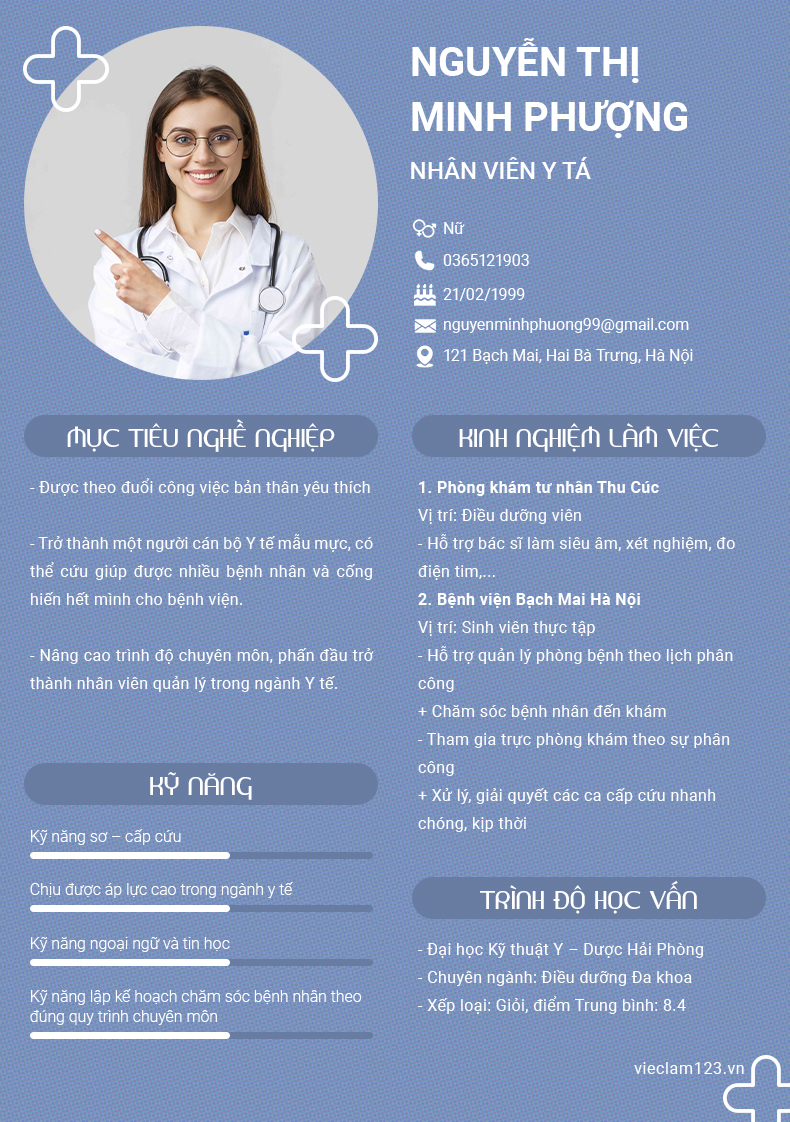 NGUYỄN THỊ
MINH PHƯỢNG
NHÂN VIÊN Y TÁ
Nữ
0365121903
21/02/1999
nguyenminhphuong99@gmail.com
121 Bạch Mai, Hai Bà Trưng, Hà Nội
MỤC TIÊU NGHỀ NGHIỆP
- Được theo đuổi công việc bản thân yêu thích
- Trở thành một người cán bộ Y tế mẫu mực, có
thể cứu giúp được nhiều bệnh nhân và cống
hiến hết mình cho bệnh viện.
- Nâng cao trình độ chuyên môn, phấn đầu trở
thành nhân viên quản lý trong ngành Y tế.
KỸ NĂNG
Kỹ năng sơ – cấp cứu
Chịu được áp lực cao trong ngành y tế
Kỹ năng ngoại ngữ và tin học
Kỹ năng lập kế hoạch chăm sóc bệnh nhân theo
đúng quy trình chuyên môn
KINH NGHIỆM LÀM VIỆC
1. Phòng khám tư nhân Thu Cúc
Vị trí: Điều dưỡng viên
- Hỗ trợ bác sĩ làm siêu âm, xét nghiệm, đo
điện tim,...
2. Bệnh viện Bạch Mai Hà Nội
Vị trí: Sinh viên thực tập
- Hỗ trợ quản lý phòng bệnh theo lịch phân
công
+ Chăm sóc bệnh nhân đến khám
- Tham gia trực phòng khám theo sự phân
công
+ Xử lý, giải quyết các ca cấp cứu nhanh
chóng, kịp thời
TRÌNH ĐỘ HỌC VẤN
- Đại học Kỹ thuật Y – Dược Hải Phòng
- Chuyên ngành: Điều dưỡng Đa khoa
- Xếp loại: Giỏi, điểm Trung bình: 8.4
vieclam123.vn